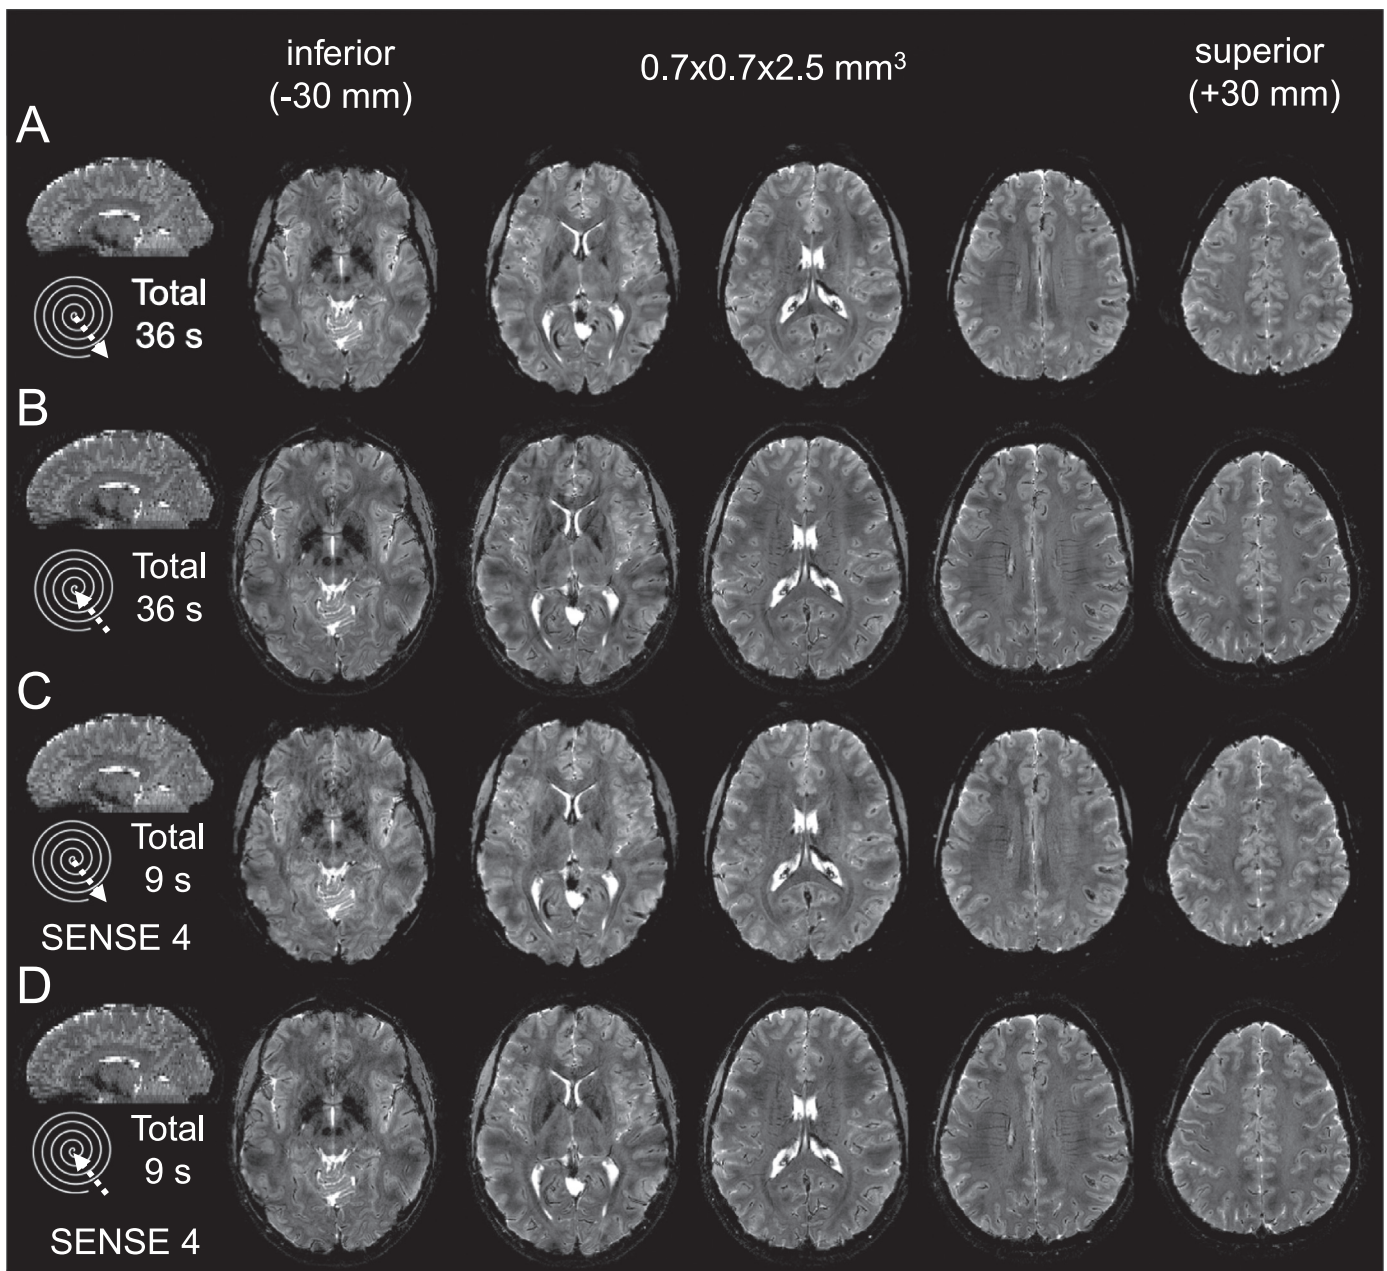 inferior
(-30 mm)
0.7x0.7x2.5 mm³
superior
(+30 mm)
A
Total
36 s
B
Total
36 s
C
Total
9 s
SENSE 4
D
Total
9 s
SENSE 4